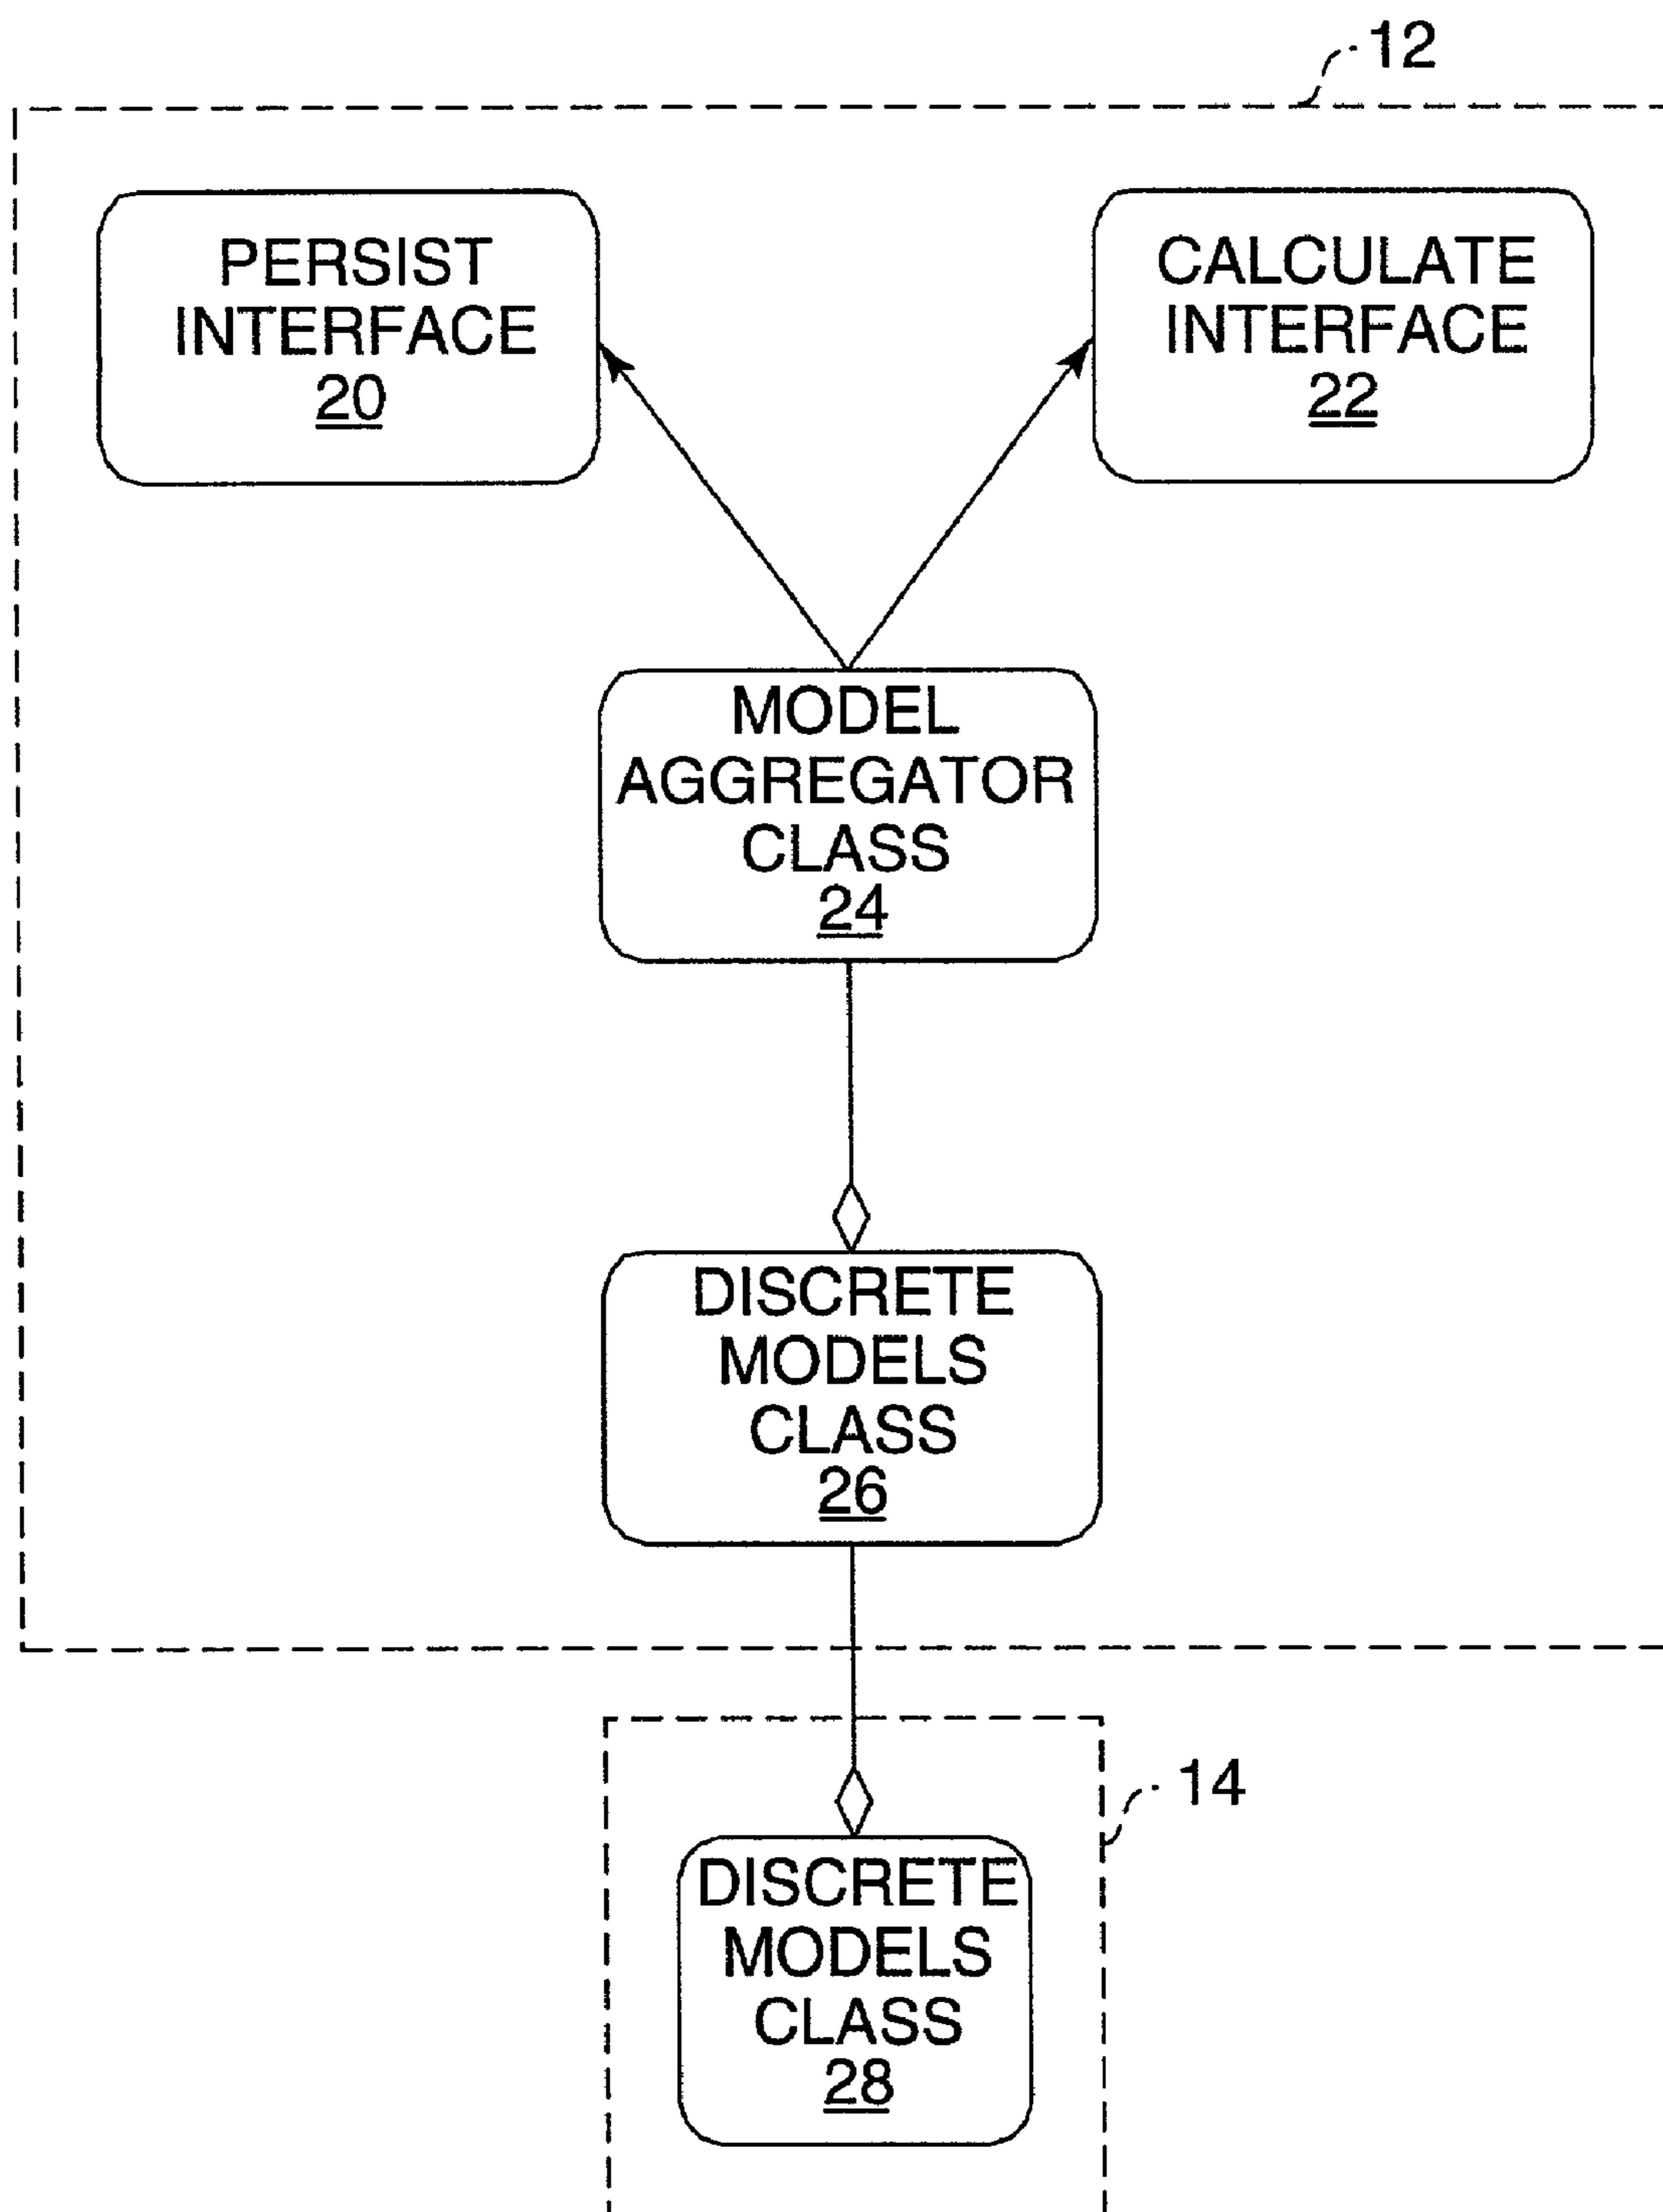 12
PERSIST
INTERFACE
20
CALCULATE
INTERFACE
22
MODEL
AGGREGATOR
CLASS
24
DISCRETE
MODELS
CLASS
26
14
DISCRETE
MODELS
CLASS
28